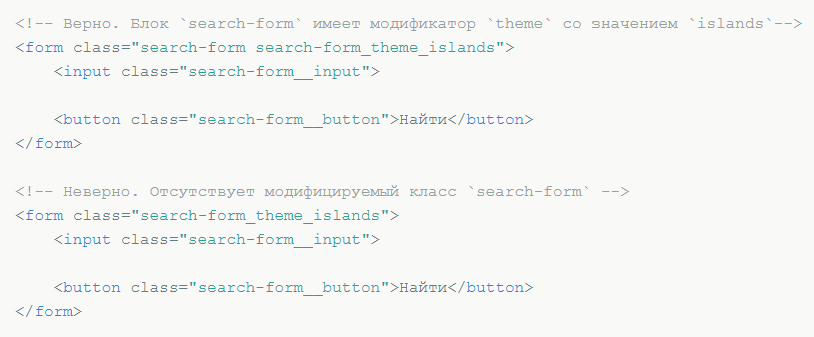 <!-- Верно. Блок `search-form` имеет модификатор `theme` со значением `islands`-->
<form class="search-form search-form_theme_islands">
    <input class="search-form__input">

    <button class="search-form__button">Найти</button>
</form>

<!-- Неверно. Отсутствует модифицируемый класс `search-form` -->
<form class="search-form_theme_islands">
    <input class="search-form__input">

    <button class="search-form__button">Найти</button>
</form>